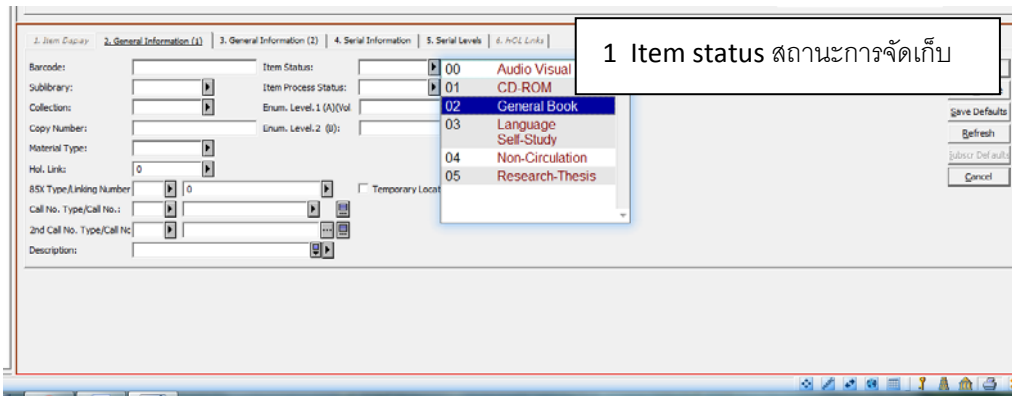 1 Item status สถานะการจัดเก็บ
2. General Information (1) 3. General Information (2) 4. Serial Information 5. Serial Levels 6. HOL Links
Barcode: Item Status:
Sublibrary: Item Process Status:
Collection: Enum. Level.1 (A)(Vol
Copy Number: Enum. Level.2 (B):
Material Type:
Hol. Link: 0
85X Type/Linking Number 0 Temporary Locat
Call No. Type/Call No.:
2nd Call No. Type/Call Nc
Description:
00 Audio Visual
01 CD-ROM
02 General Book
03 Language
Self-Study
04 Non-Circulation
05 Research-Thesis
Save Defaults
Refresh
Subscr Defaults
Cancel